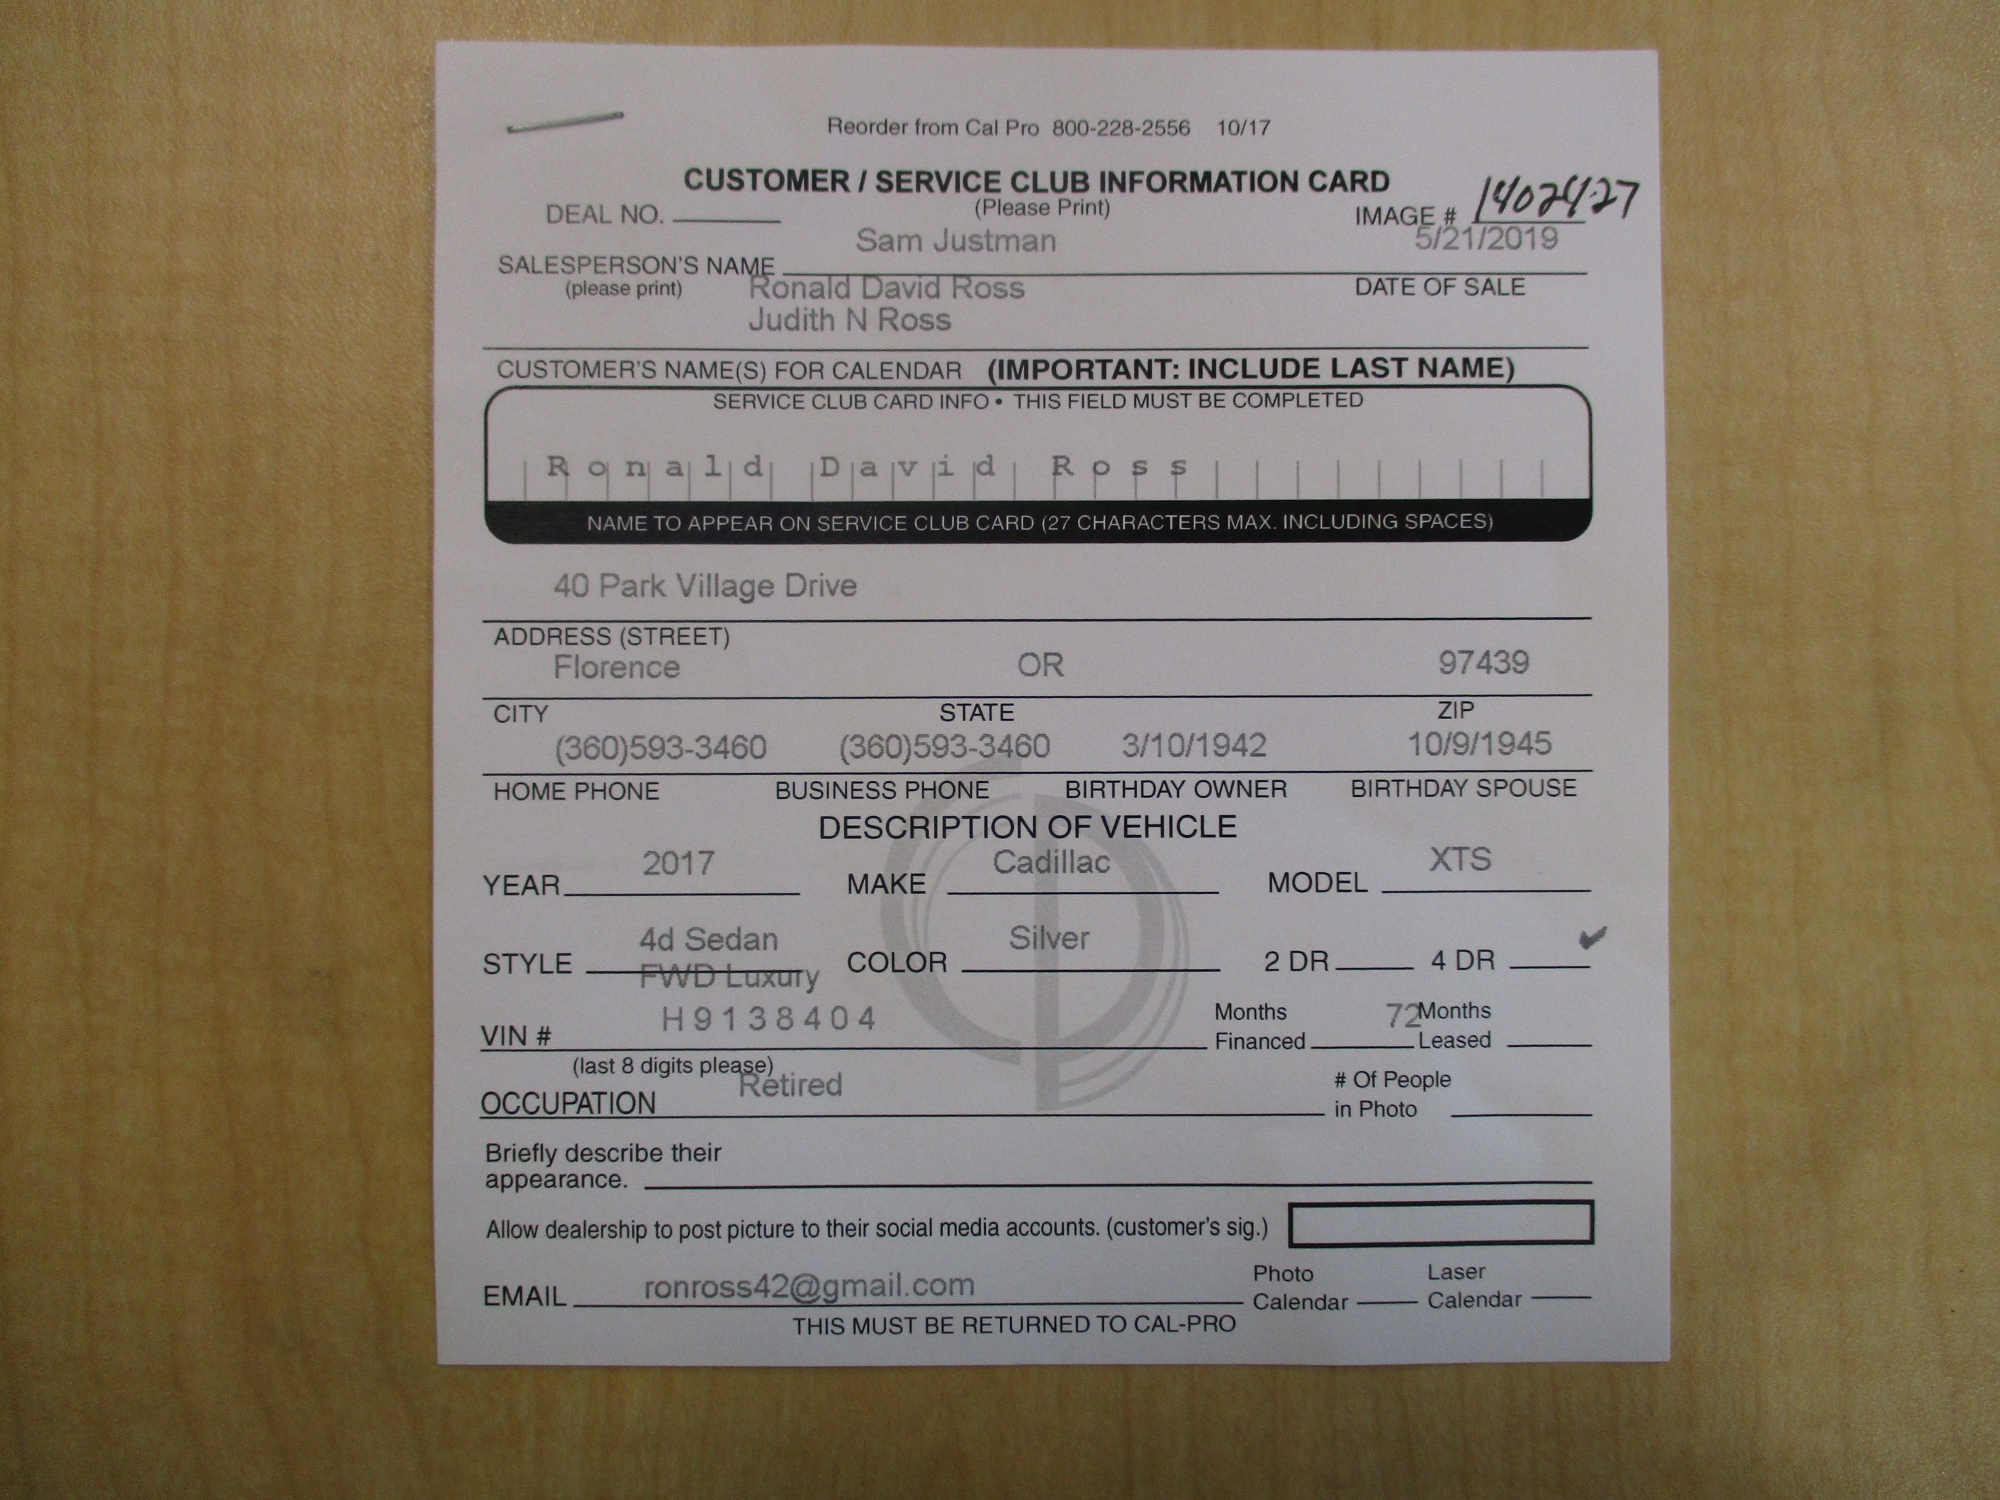 Reorder from Cal Pro 800-228-2556 10/17
CUSTOMER / SERVICE CLUB INFORMATION CARD
(Please Print)
DEAL NO.
IMAGE # 1402427
Sam Justman
5/21/2019
SALESPERSON'S NAME
(please print)
DATE OF SALE
Ronald David Ross
Judith N Ross
CUSTOMER'S NAME(S) FOR CALENDAR (IMPORTANT: INCLUDE LAST NAME)
SERVICE CLUB CARD INFO • THIS FIELD MUST BE COMPLETED
Ronald David Ross
NAME TO APPEAR ON SERVICE CLUB CARD (27 CHARACTERS MAX. INCLUDING SPACES)
40 Park Village Drive
ADDRESS (STREET)
Florence OR 97439
CITY STATE ZIP
(360)593-3460 (360)593-3460 3/10/1942 10/9/1945
HOME PHONE BUSINESS PHONE BIRTHDAY OWNER BIRTHDAY SPOUSE
DESCRIPTION OF VEHICLE
YEAR 2017 MAKE Cadillac MODEL XTS
STYLE 4d Sedan COLOR Silver 2 DR 4 DR ✔
FWD Luxury
VIN # H9138404 Months Financed 72 Months Leased
(last 8 digits please)
OCCUPATION Retired # Of People in Photo
Briefly describe their
appearance.
Allow dealership to post picture to their social media accounts. (customer's sig.)
EMAIL ronross42@gmail.com Photo Calendar Laser Calendar
THIS MUST BE RETURNED TO CAL-PRO